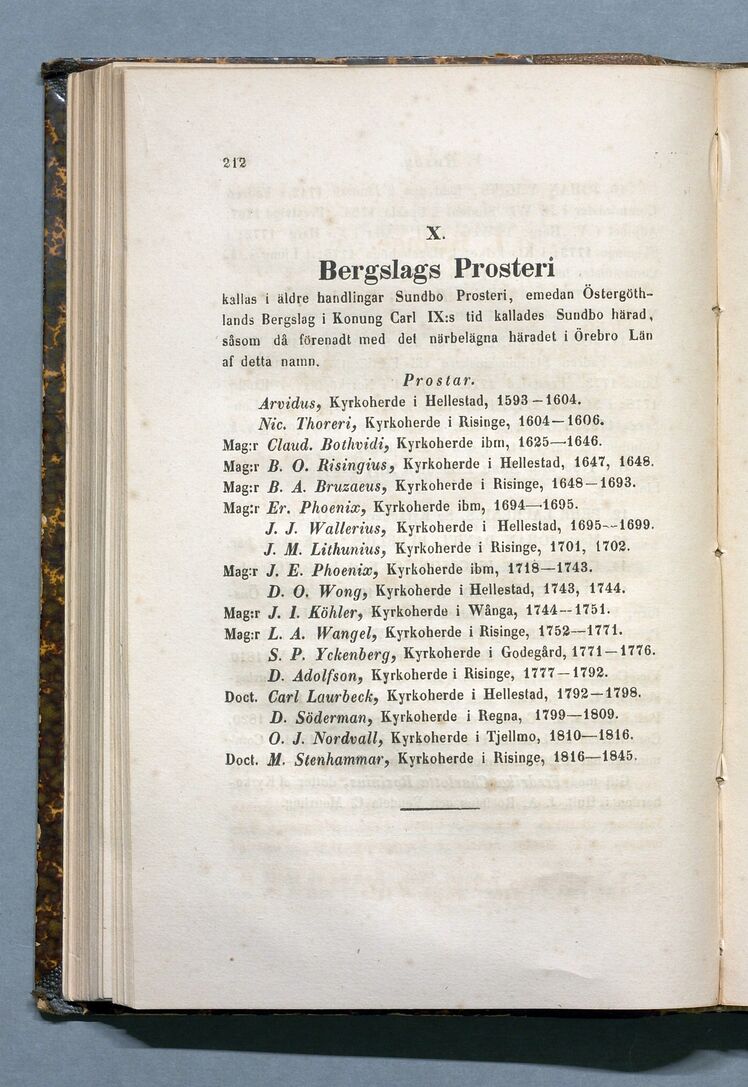 212
X.
Bergslags Prosteri
kallas i äldre handlingar Sundbo Prosteri, emedan Östergöth-
lands Bergslag i Konung Carl IX:s tid kallades Sundbo härad,
såsom då förenadt med det närbelägna häradet i Örebro Län
af detta namn.
Prostar.
Arvidus, Kyrkoherde i Hellestad, 1593—1604.
Nic. Thoreri, Kyrkoherde i Risinge, 1604—1606.
Mag:r Claud. Bothvidi, Kyrkoherde ibm, 1625—1646.
Mag:r B. O. Risingius, Kyrkoherde i Hellestad, 1647, 1648.
Mag:r B. A. Bruzaeus, Kyrkoherde i Risinge, 1648—1693.
Mag:r Er. Phoenix, Kyrkoherde ibm, 1694—1695.
J. J. Wallerius, Kyrkoherde i Hellestad, 1695—1699.
J. M. Lithunius, Kyrkoherde i Risinge, 1701, 1702.
Mag:r J. E. Phoenix, Kyrkoherde ibm, 1718—1743.
D. O. Wong, Kyrkoherde i Hellestad, 1743, 1744.
Mag:r J. I. Köhler, Kyrkoherde i Wånga, 1744—1751.
Mag:r L. A. Wangel, Kyrkoherde i Risinge, 1752—1771.
S. P. Yckenberg, Kyrkoherde i Godegård, 1771—1776.
D. Adolfson, Kyrkoherde i Risinge, 1777—1792.
Doct. Carl Laurbeck, Kyrkoherde i Hellestad, 1792—1798.
D. Söderman, Kyrkoherde i Regna, 1799—1809.
O. J. Nordvall, Kyrkoherde i Tjellmo, 1810—1816.
Doct. M. Stenhammar, Kyrkoherde i Risinge, 1816—1845.